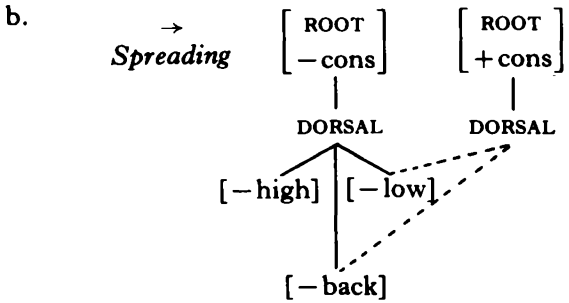 b.
→
Spreading
ROOT ROOT
−cons +cons
DORSAL DORSAL
[−high] [−low]
[−back]